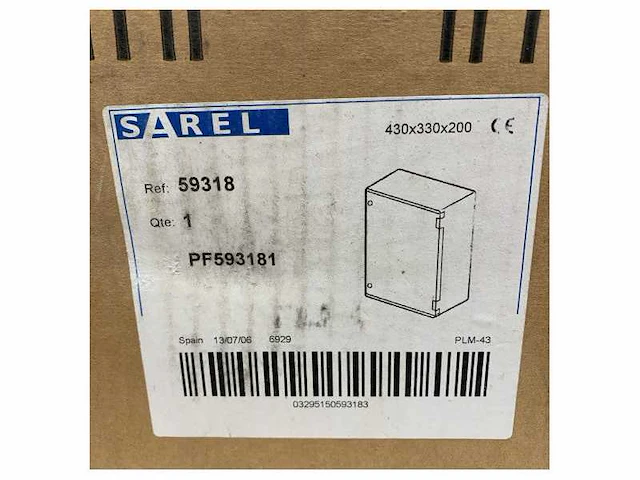 SAREL
430x330x200 CE
Ref: 59318
Qte: 1
PF593181
Spain 13/07/06 6929 PLM-43
03295150593183